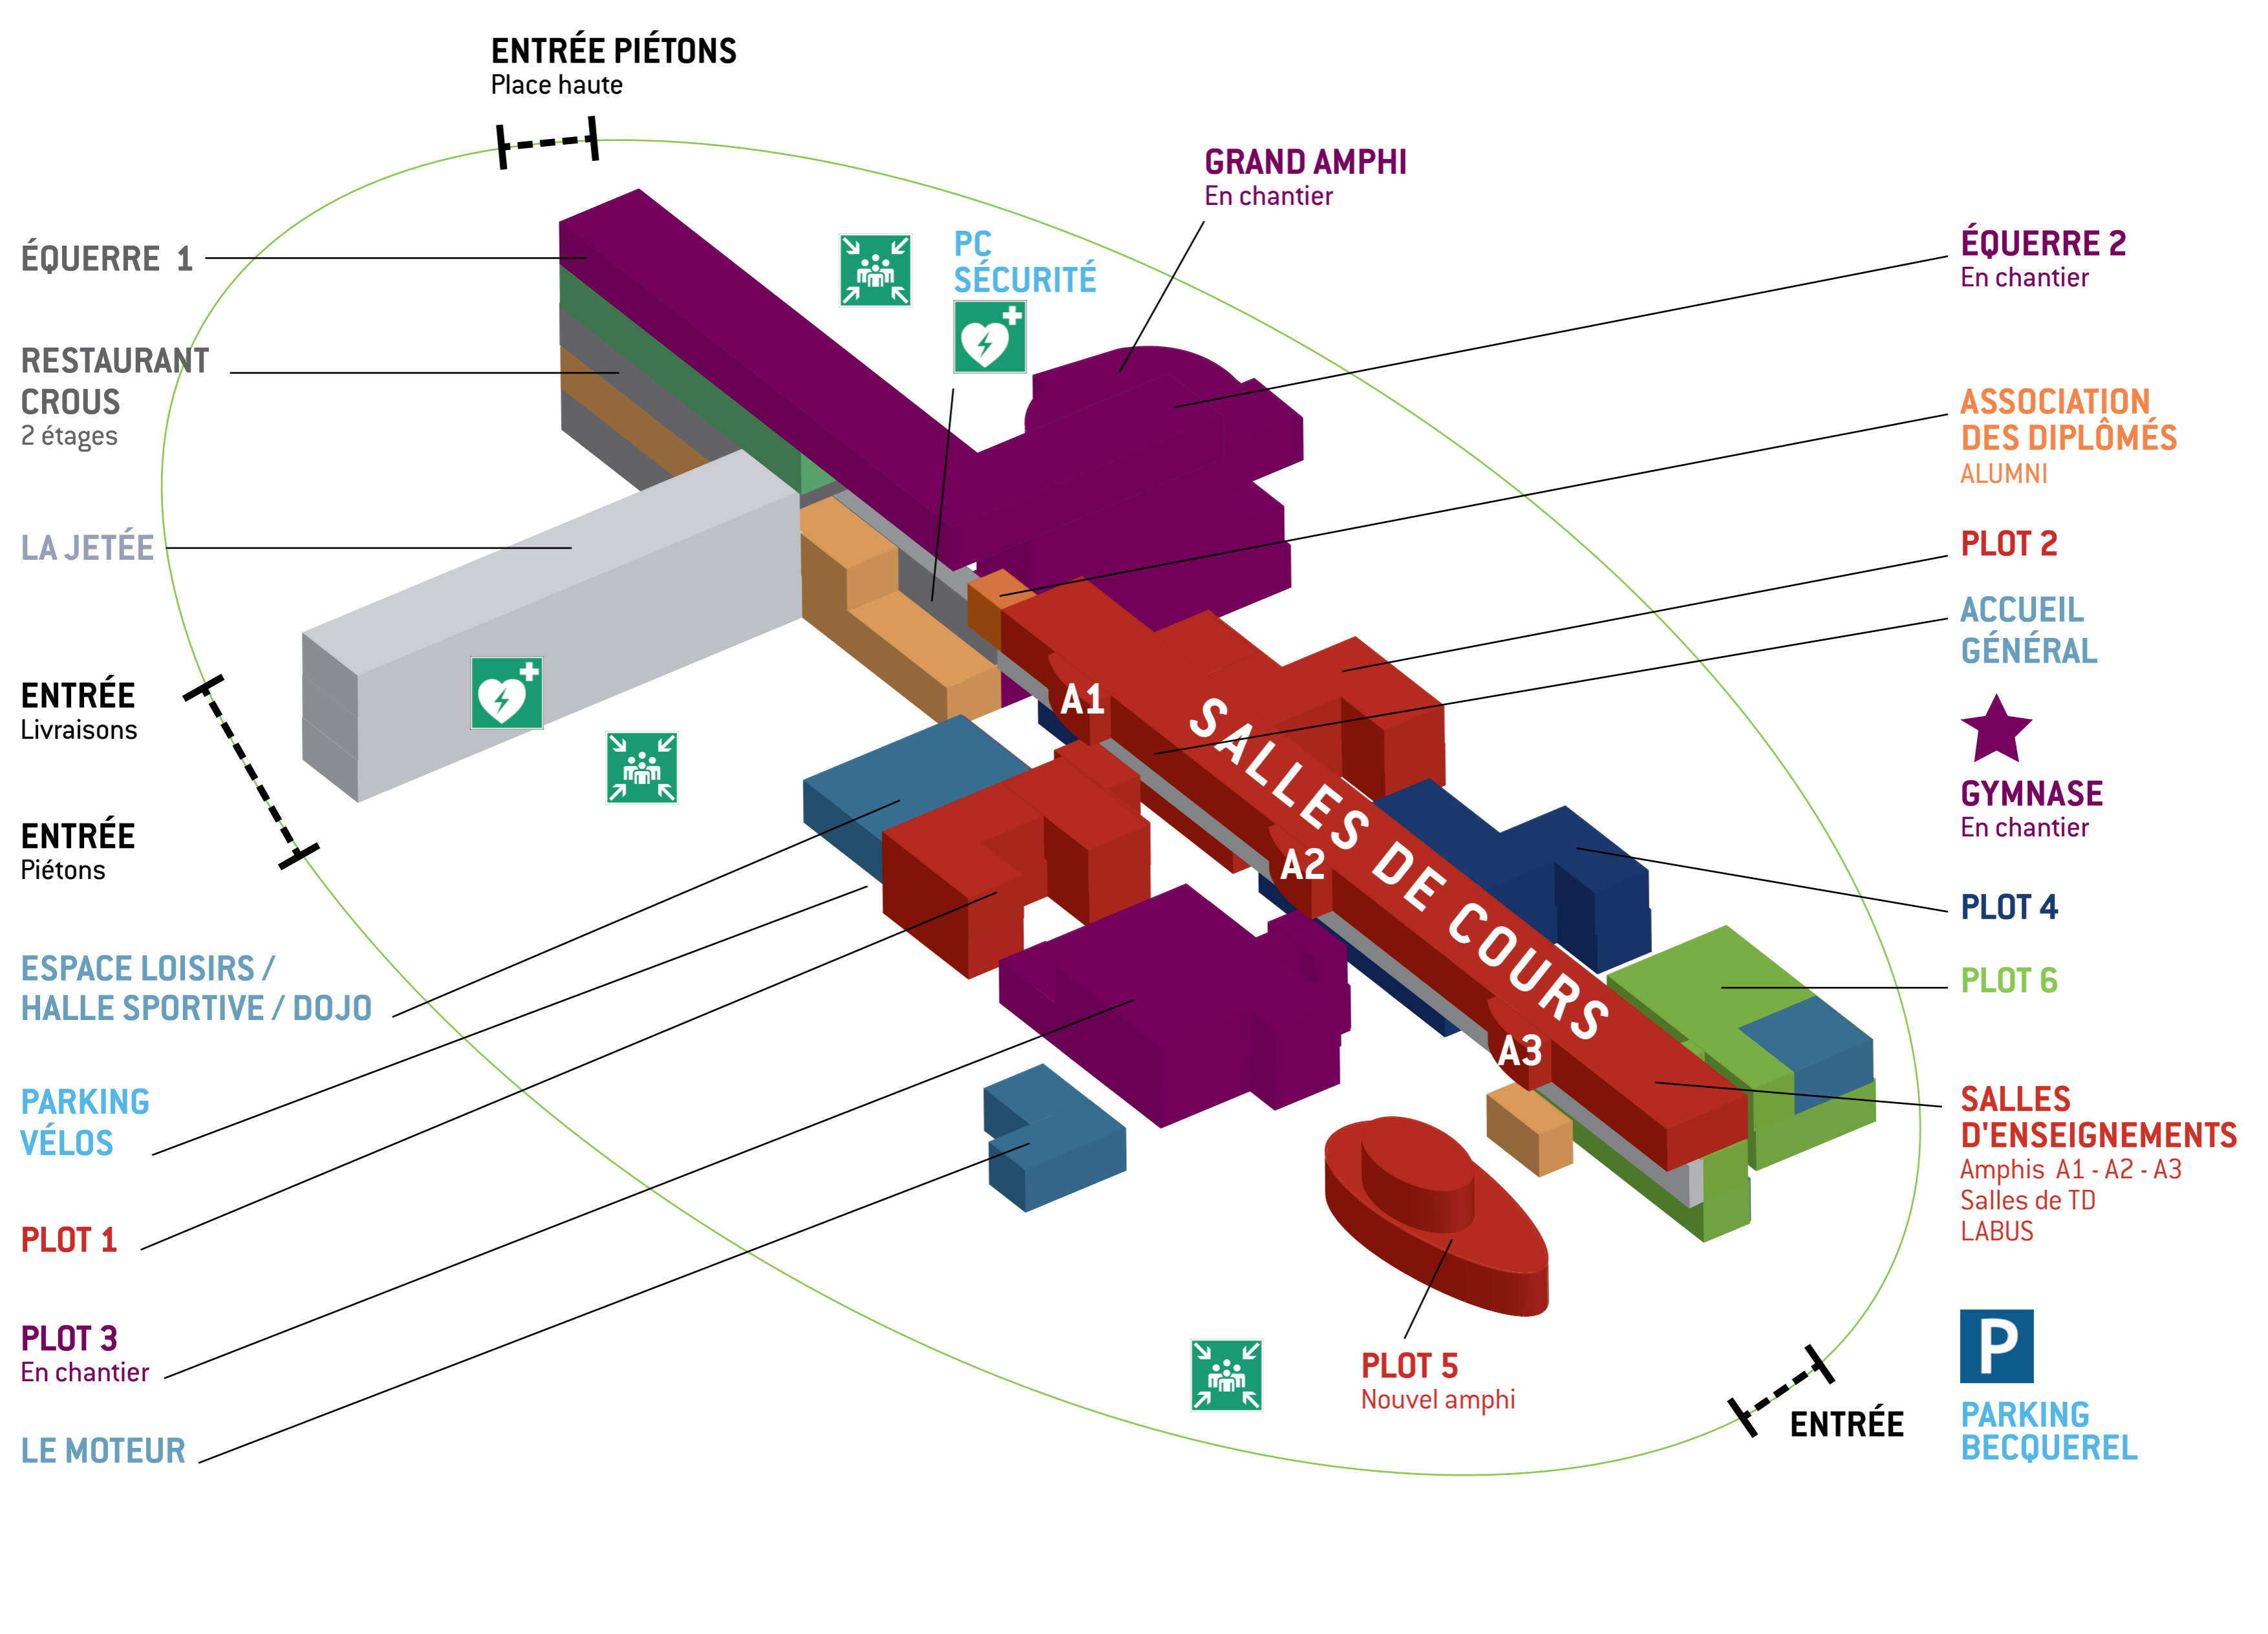 ENTRÉE PIÉTONS
Place haute
GRAND AMPHI
En chantier
PC
SÉCURITÉ
ÉQUERRE 1
RESTAURANT
CROUS
2 étages
LA JETÉE
ENTRÉE
Livraisons
ENTRÉE
Piétons
ESPACE LOISIRS /
HALLE SPORTIVE / DOJO
PARKING
VÉLOS
PLOT 1
PLOT 3
En chantier
LE MOTEUR
A1
A2
A3
SALLES DE COURS
PLOT 5
Nouvel amphi
ENTRÉE
ÉQUERRE 2
En chantier
ASSOCIATION
DES DIPLÔMÉS
ALUMNI
PLOT 2
ACCUEIL
GÉNÉRAL
GYMNASE
En chantier
PLOT 4
PLOT 6
SALLES
D'ENSEIGNEMENTS
Amphis A1 - A2 - A3
Salles de TD
LABUS
P
PARKING
BECQUEREL